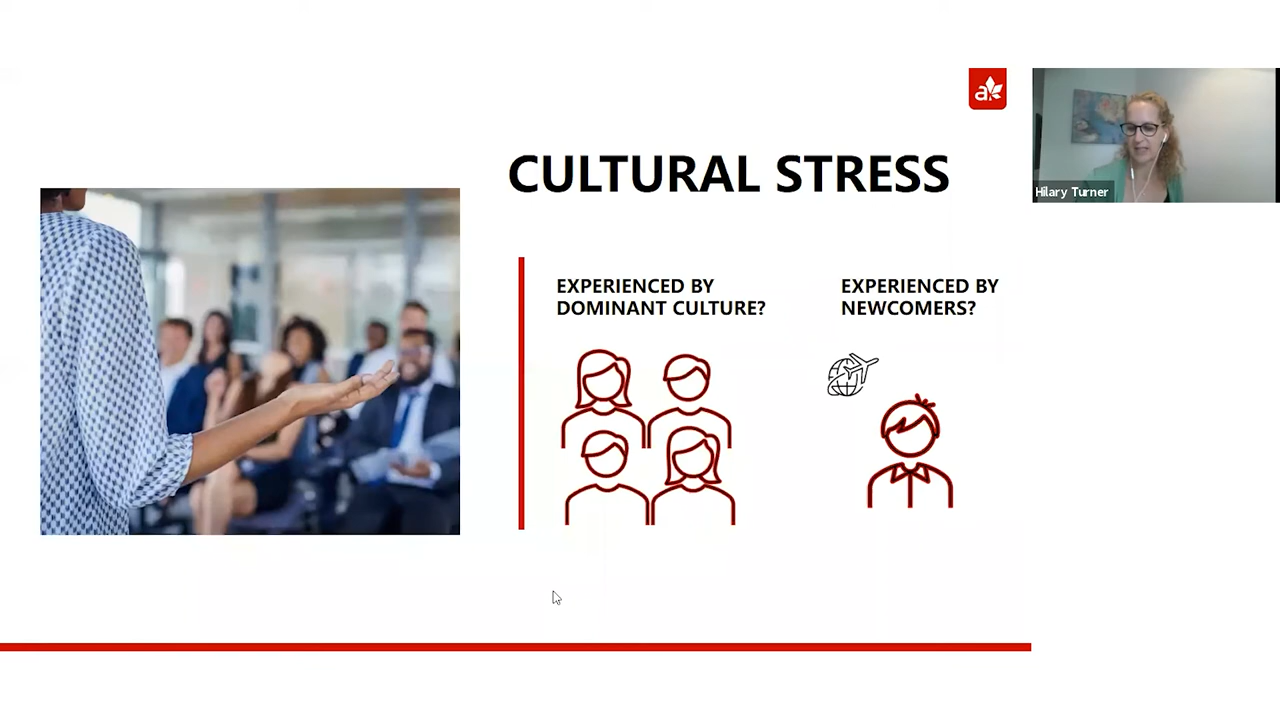 a
CULTURAL STRESS
EXPERIENCED BY
DOMINANT CULTURE?
EXPERIENCED BY
NEWCOMERS?
Hilary Turner